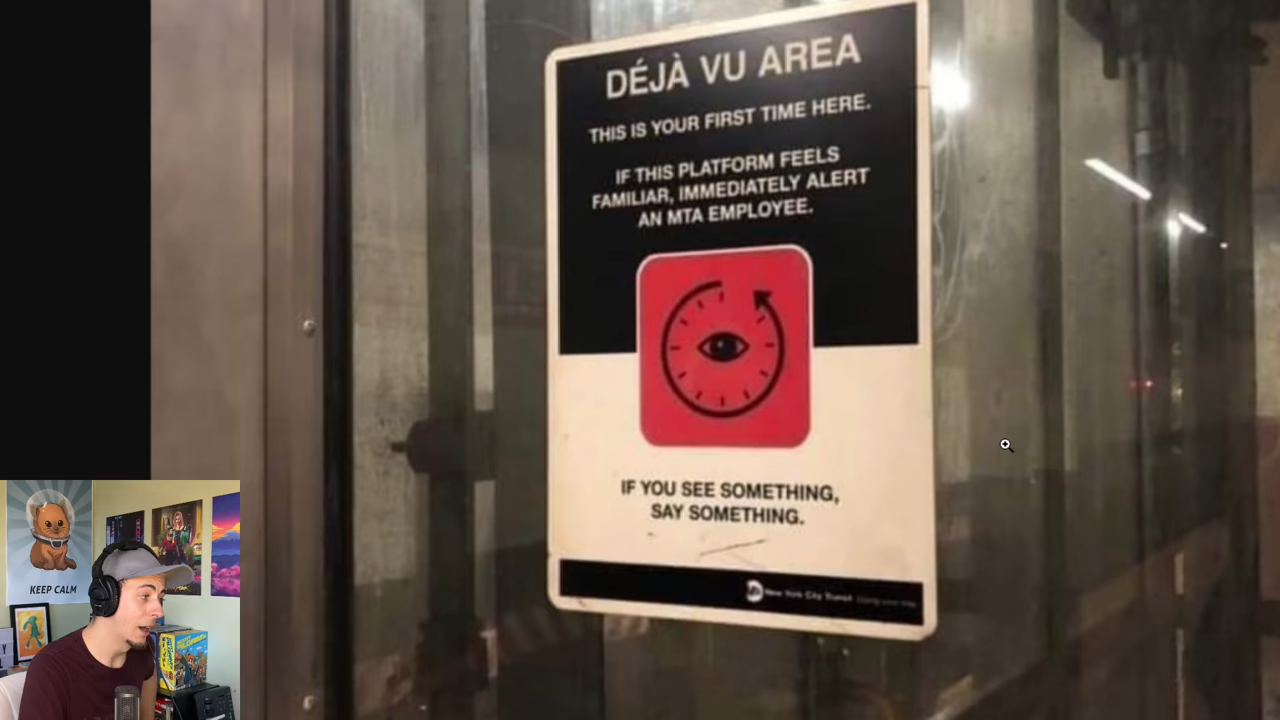 DÉJÀ VU AREA
THIS IS YOUR FIRST TIME HERE.
IF THIS PLATFORM FEELS
FAMILIAR, IMMEDIATELY ALERT
AN MTA EMPLOYEE.
IF YOU SEE SOMETHING,
SAY SOMETHING.
New York City Transit
KEEP CALM